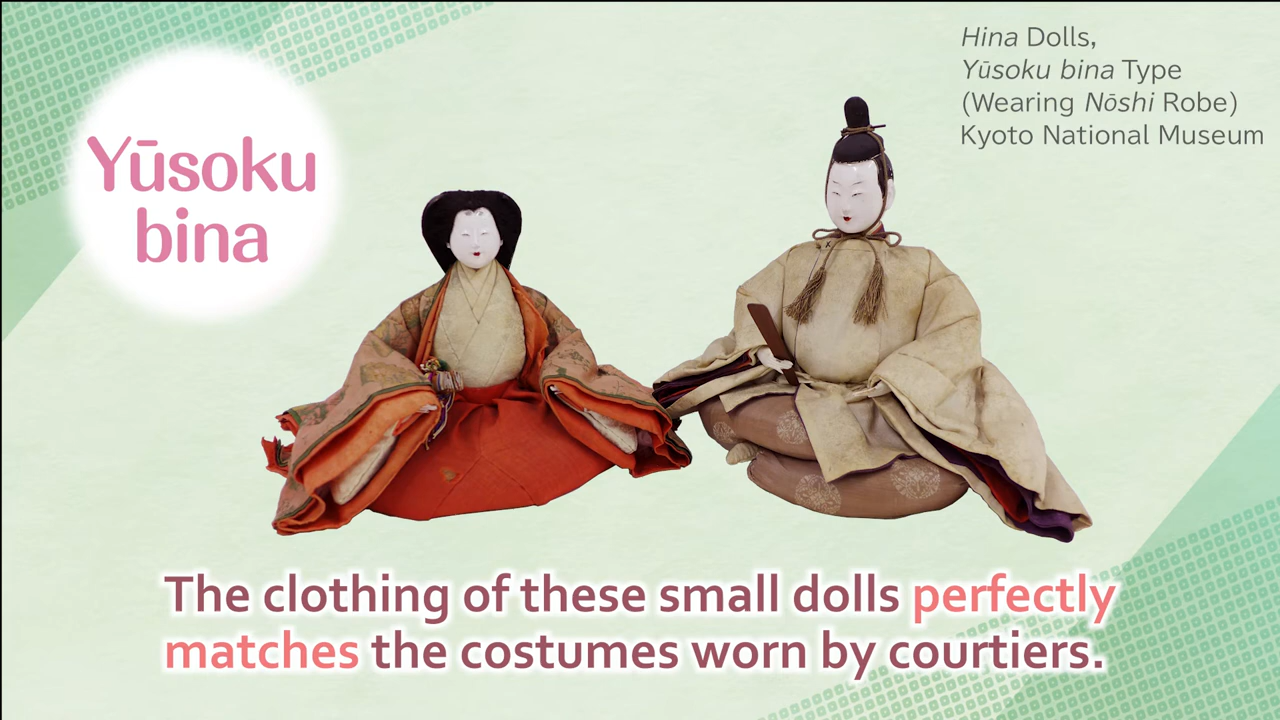 Yūsoku
bina
Hina Dolls,
Yūsoku bina Type
(Wearing Nōshi Robe)
Kyoto National Museum
The clothing of these small dolls perfectly
matches the costumes worn by courtiers.